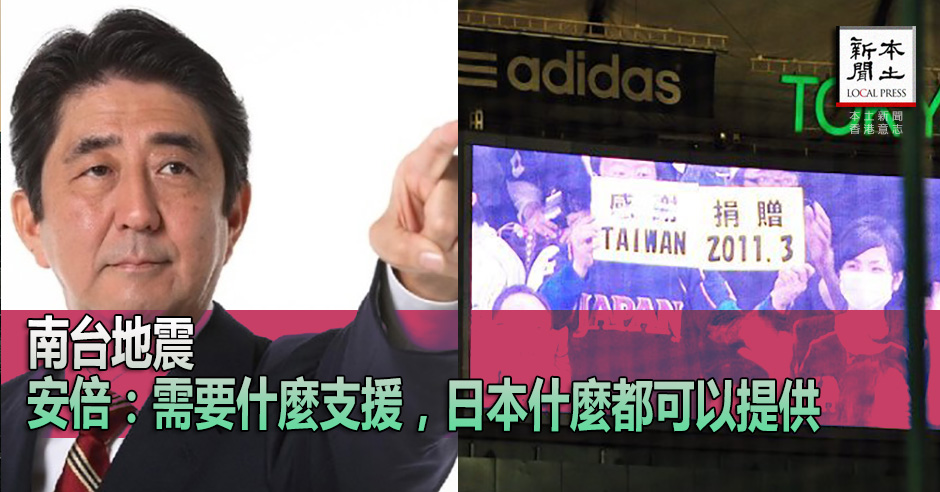 adidas
TOKY
新聞
本土
LOCAL PRESS
本土新聞
香港意志
感謝 捐贈
TAIWAN 2011.3
JAPAN
南台地震
安倍：需要什麼支援，日本什麼都可以提供